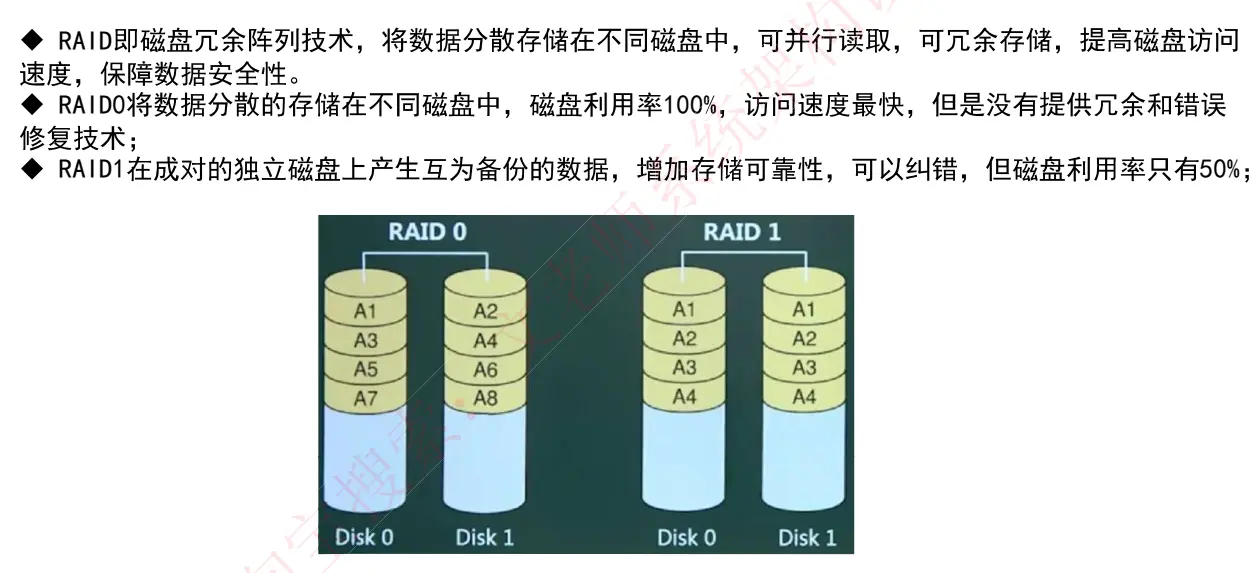 ◆ RAID即磁盘冗余阵列技术，将数据分散存储在不同磁盘中，可并行读取，可冗余存储，提高磁盘访问
速度，保障数据安全性。
◆ RAID0将数据分散的存储在不同磁盘中，磁盘利用率100%，访问速度最快，但是没有提供冗余和错误
修复技术；
◆ RAID1在成对的独立磁盘上产生互为备份的数据，增加存储可靠性，可以纠错，但磁盘利用率只有50%；
RAID 0
A1 A2
A3 A4
A5 A6
A7 A8
Disk 0 Disk 1
RAID 1
A1 A1
A2 A2
A3 A3
A4 A4
Disk 0 Disk 1